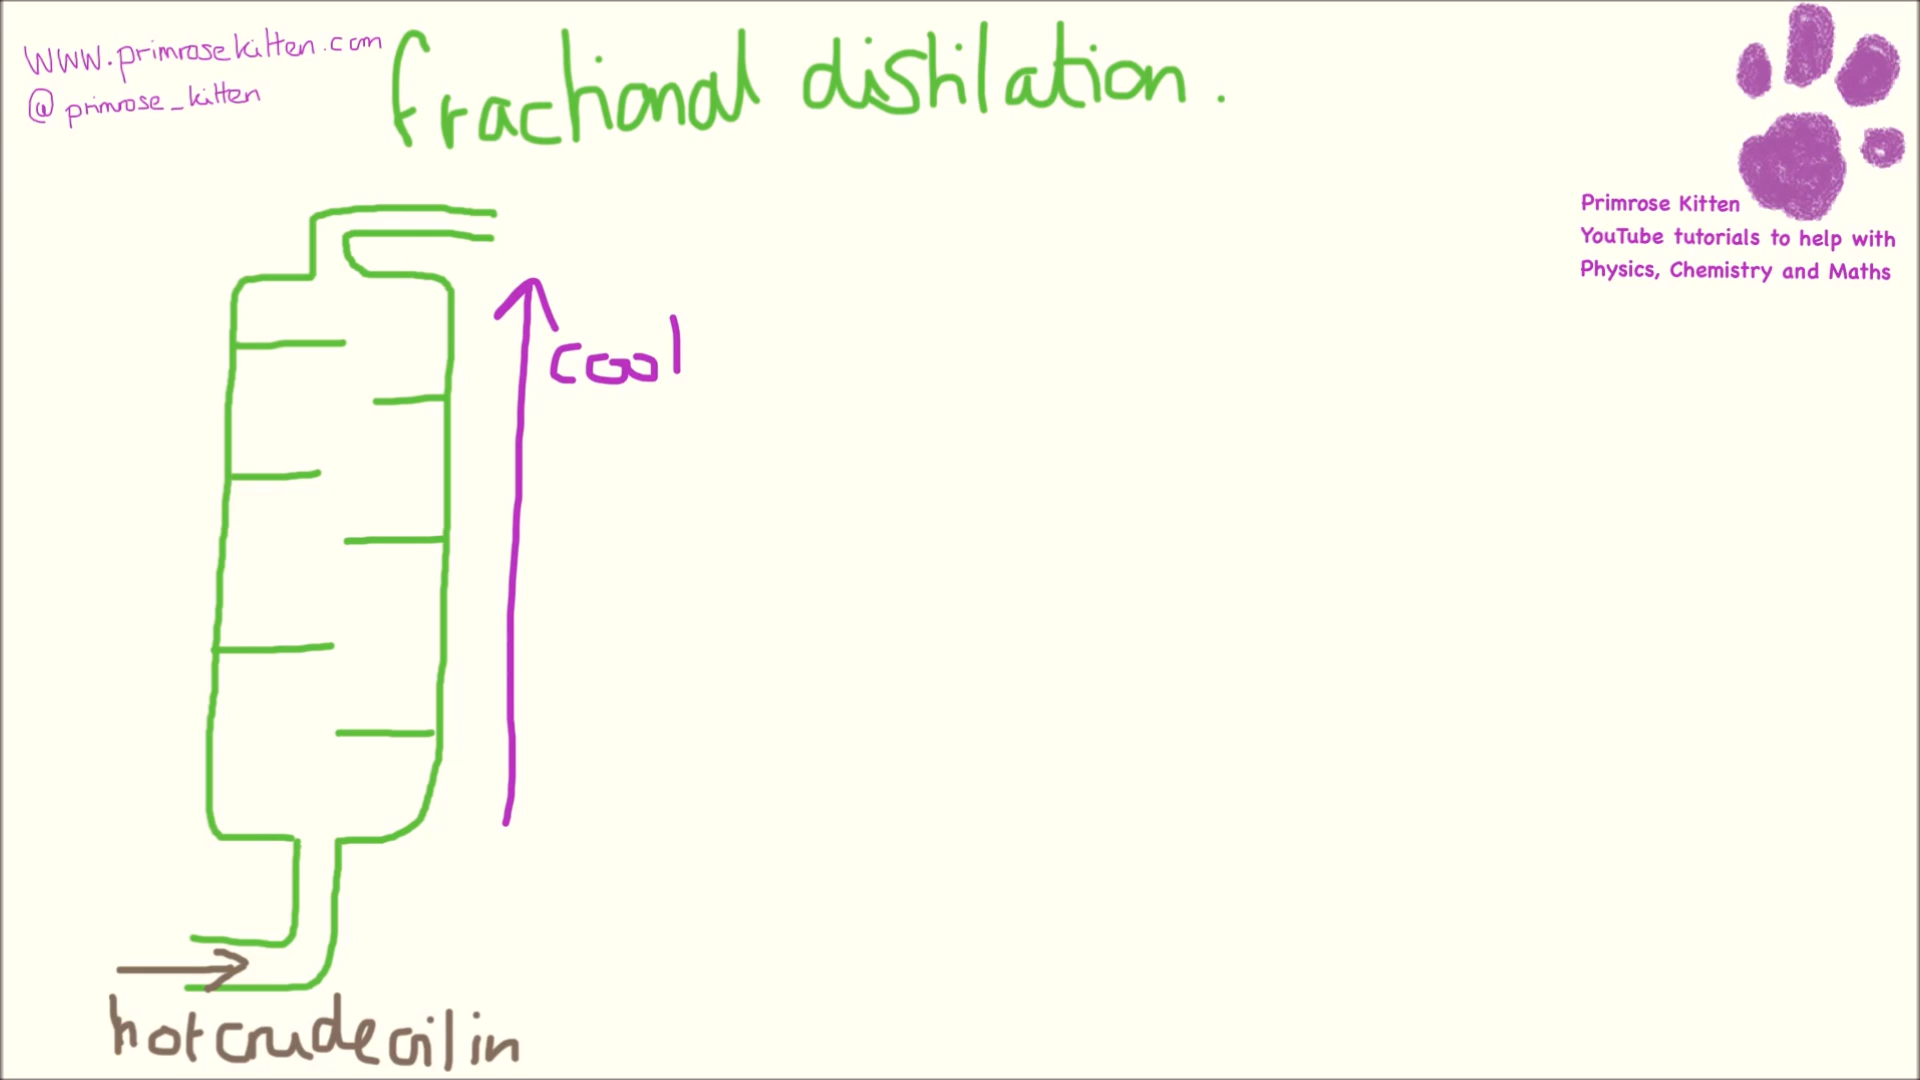 www.primrosekitten.com
@primrose_kitten
fractional distilation.
Primrose Kitten
YouTube tutorials to help with
Physics, Chemistry and Maths
cool
hot crude oil in